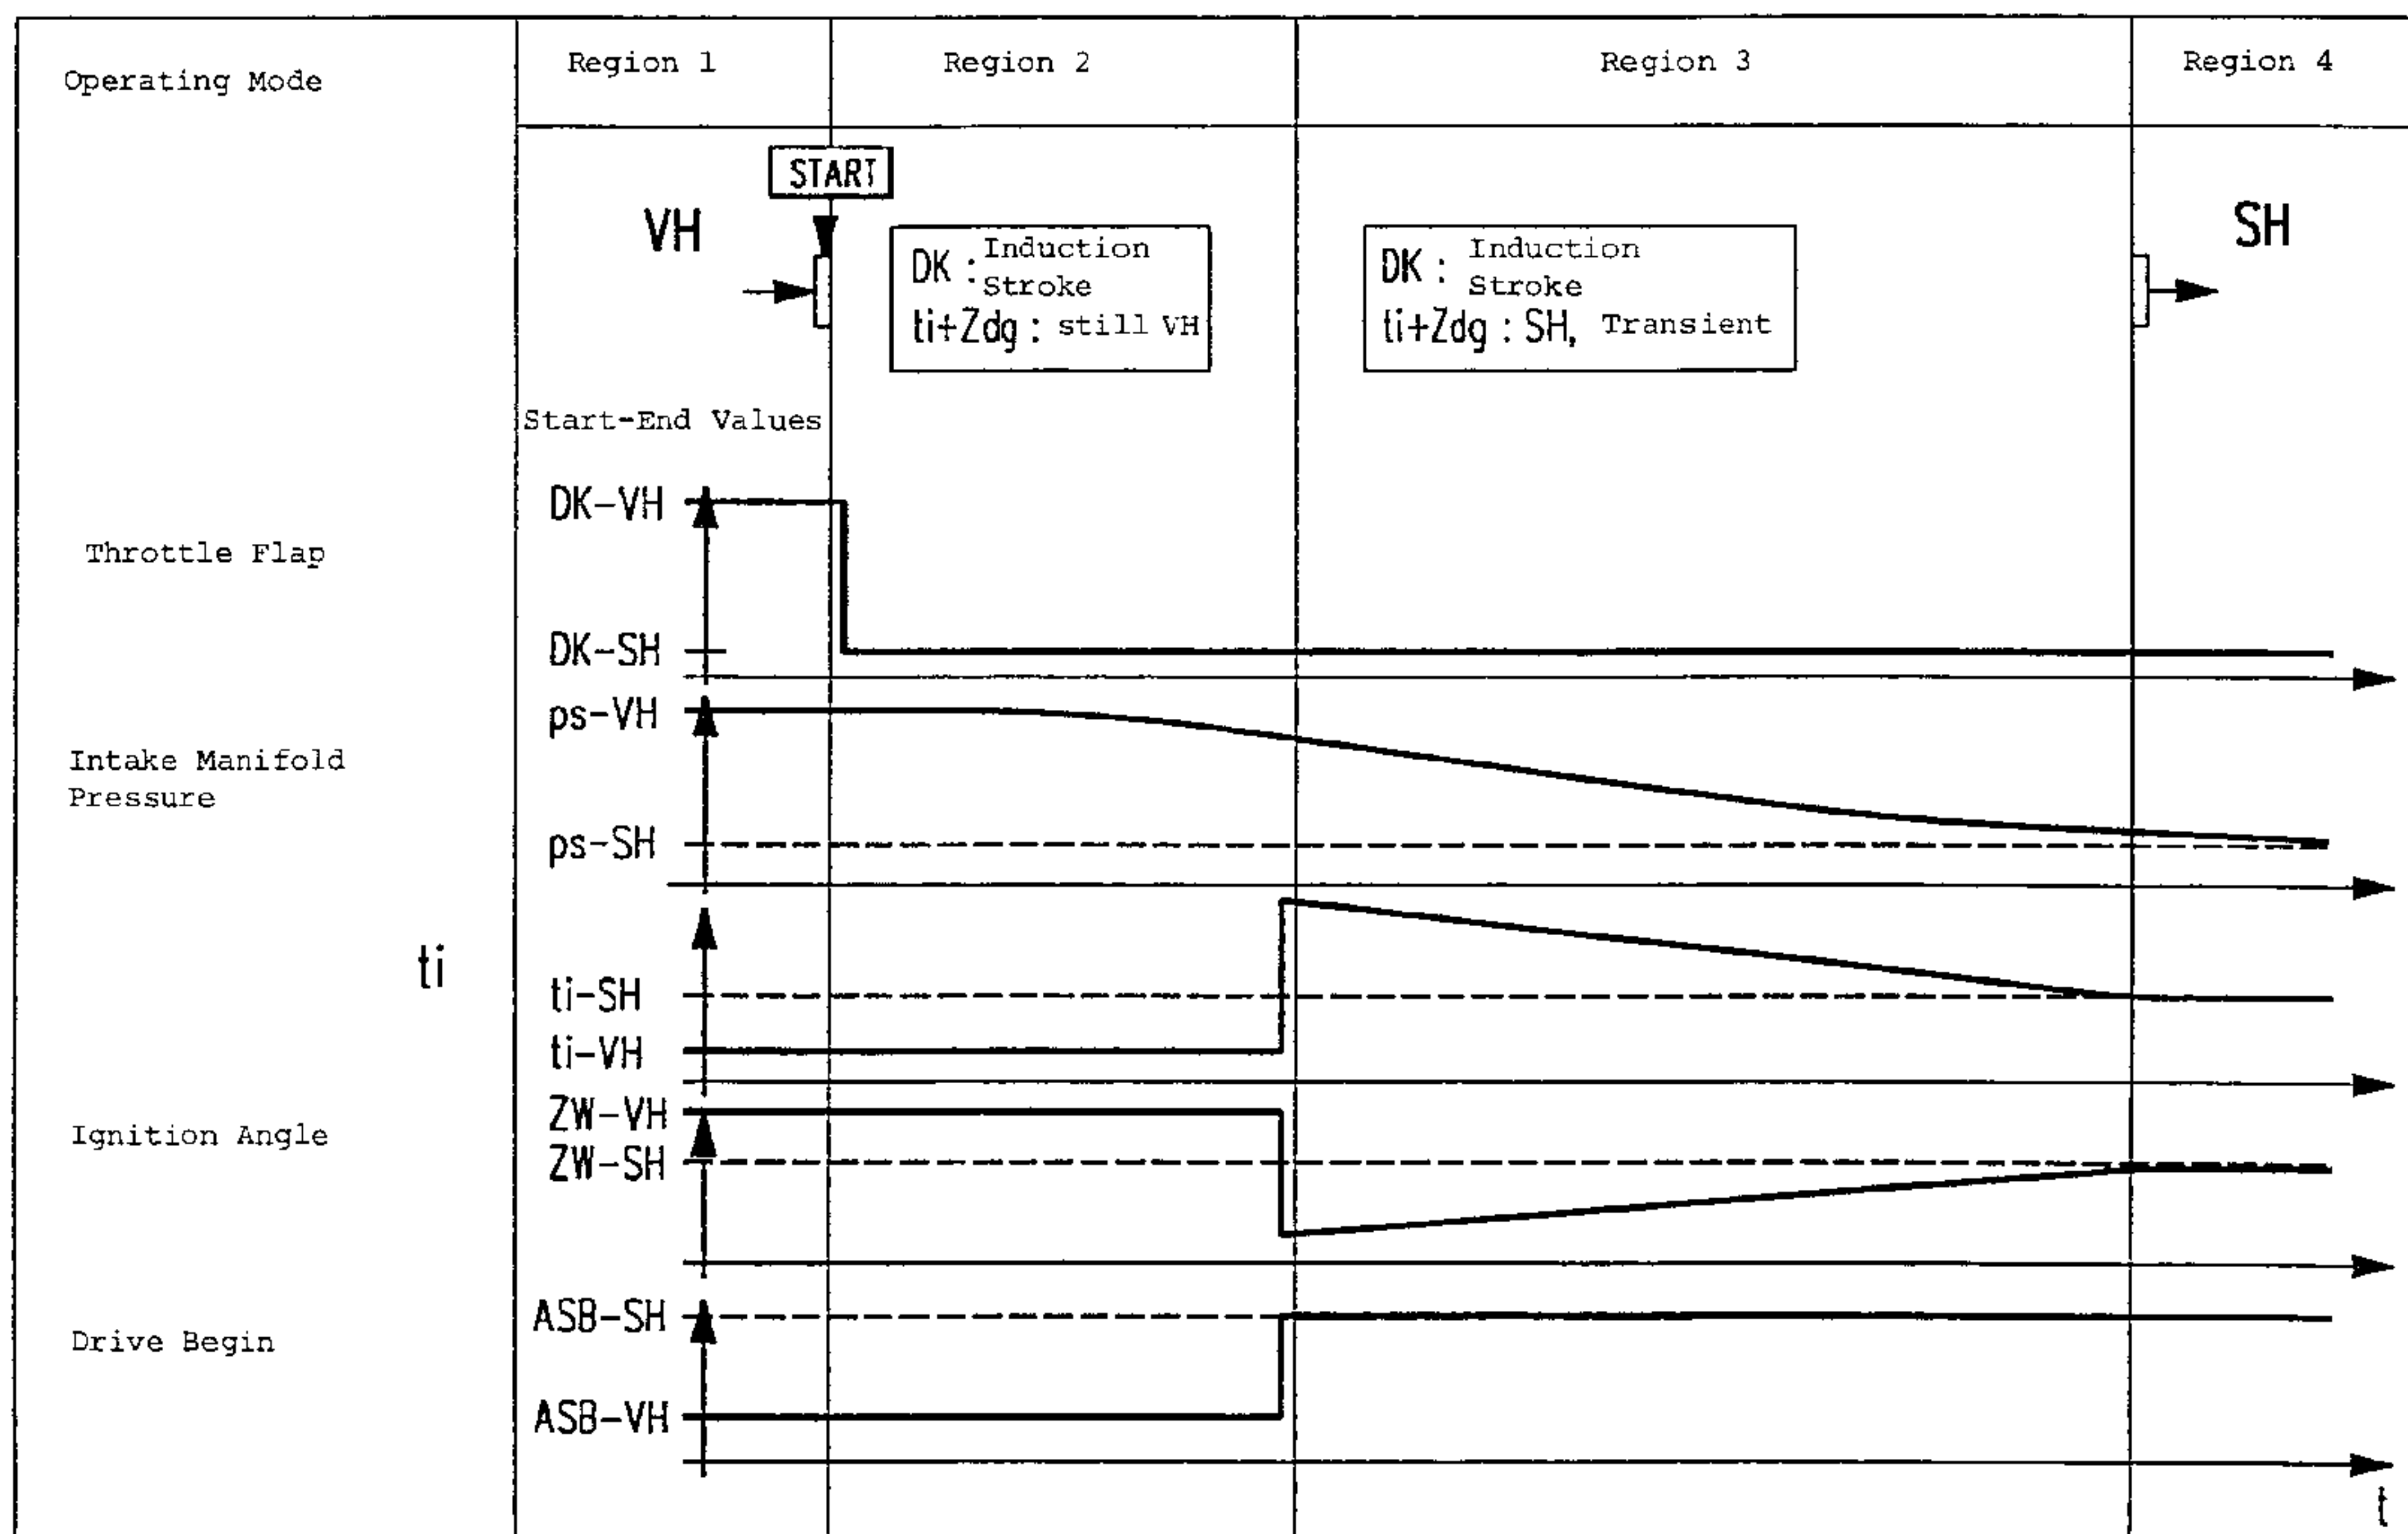 Operating Mode
Region 1
Region 2
Region 3
Region 4
START
VH
SH
DK : Induction
Stroke
ti+Zdg : still VH
DK : Induction
Stroke
ti+Zdg : SH, Transient
Start-End Values
Throttle Flap
DK-VH
DK-SH
Intake Manifold
Pressure
ps-VH
ps-SH
ti
ti-SH
ti-VH
Ignition Angle
ZW-VH
ZW-SH
Drive Begin
ASB-SH
ASB-VH
t